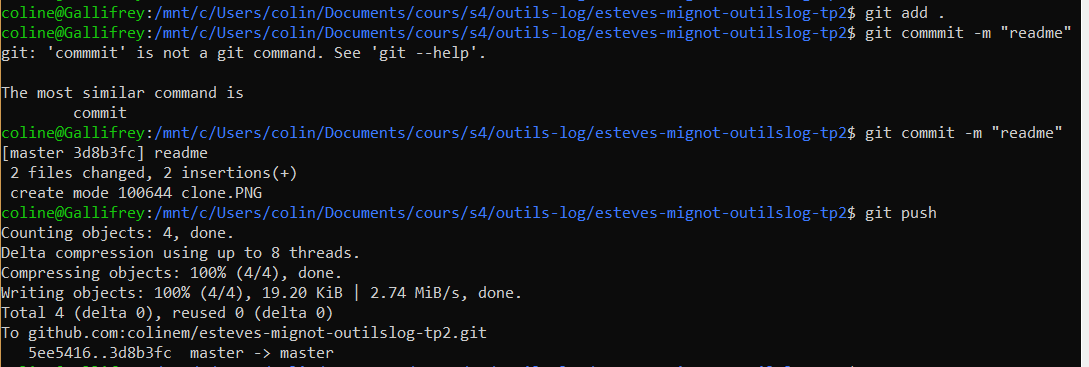 coline@Gallifrey:/mnt/c/Users/colin/Documents/cours/s4/outils-log/esteves-mignot-outilslog-tp2$ git add .
coline@Gallifrey:/mnt/c/Users/colin/Documents/cours/s4/outils-log/esteves-mignot-outilslog-tp2$ git commmit -m "readme"
git: 'commmit' is not a git command. See 'git --help'.
The most similar command is
commit
coline@Gallifrey:/mnt/c/Users/colin/Documents/cours/s4/outils-log/esteves-mignot-outilslog-tp2$ git commit -m "readme"
[master 3d8b3fc] readme
2 files changed, 2 insertions(+)
create mode 100644 clone.PNG
coline@Gallifrey:/mnt/c/Users/colin/Documents/cours/s4/outils-log/esteves-mignot-outilslog-tp2$ git push
Counting objects: 4, done.
Delta compression using up to 8 threads.
Compressing objects: 100% (4/4), done.
Writing objects: 100% (4/4), 19.20 KiB | 2.74 MiB/s, done.
Total 4 (delta 0), reused 0 (delta 0)
To github.com:colinem/esteves-mignot-outilslog-tp2.git
5ee5416..3d8b3fc  master -> master